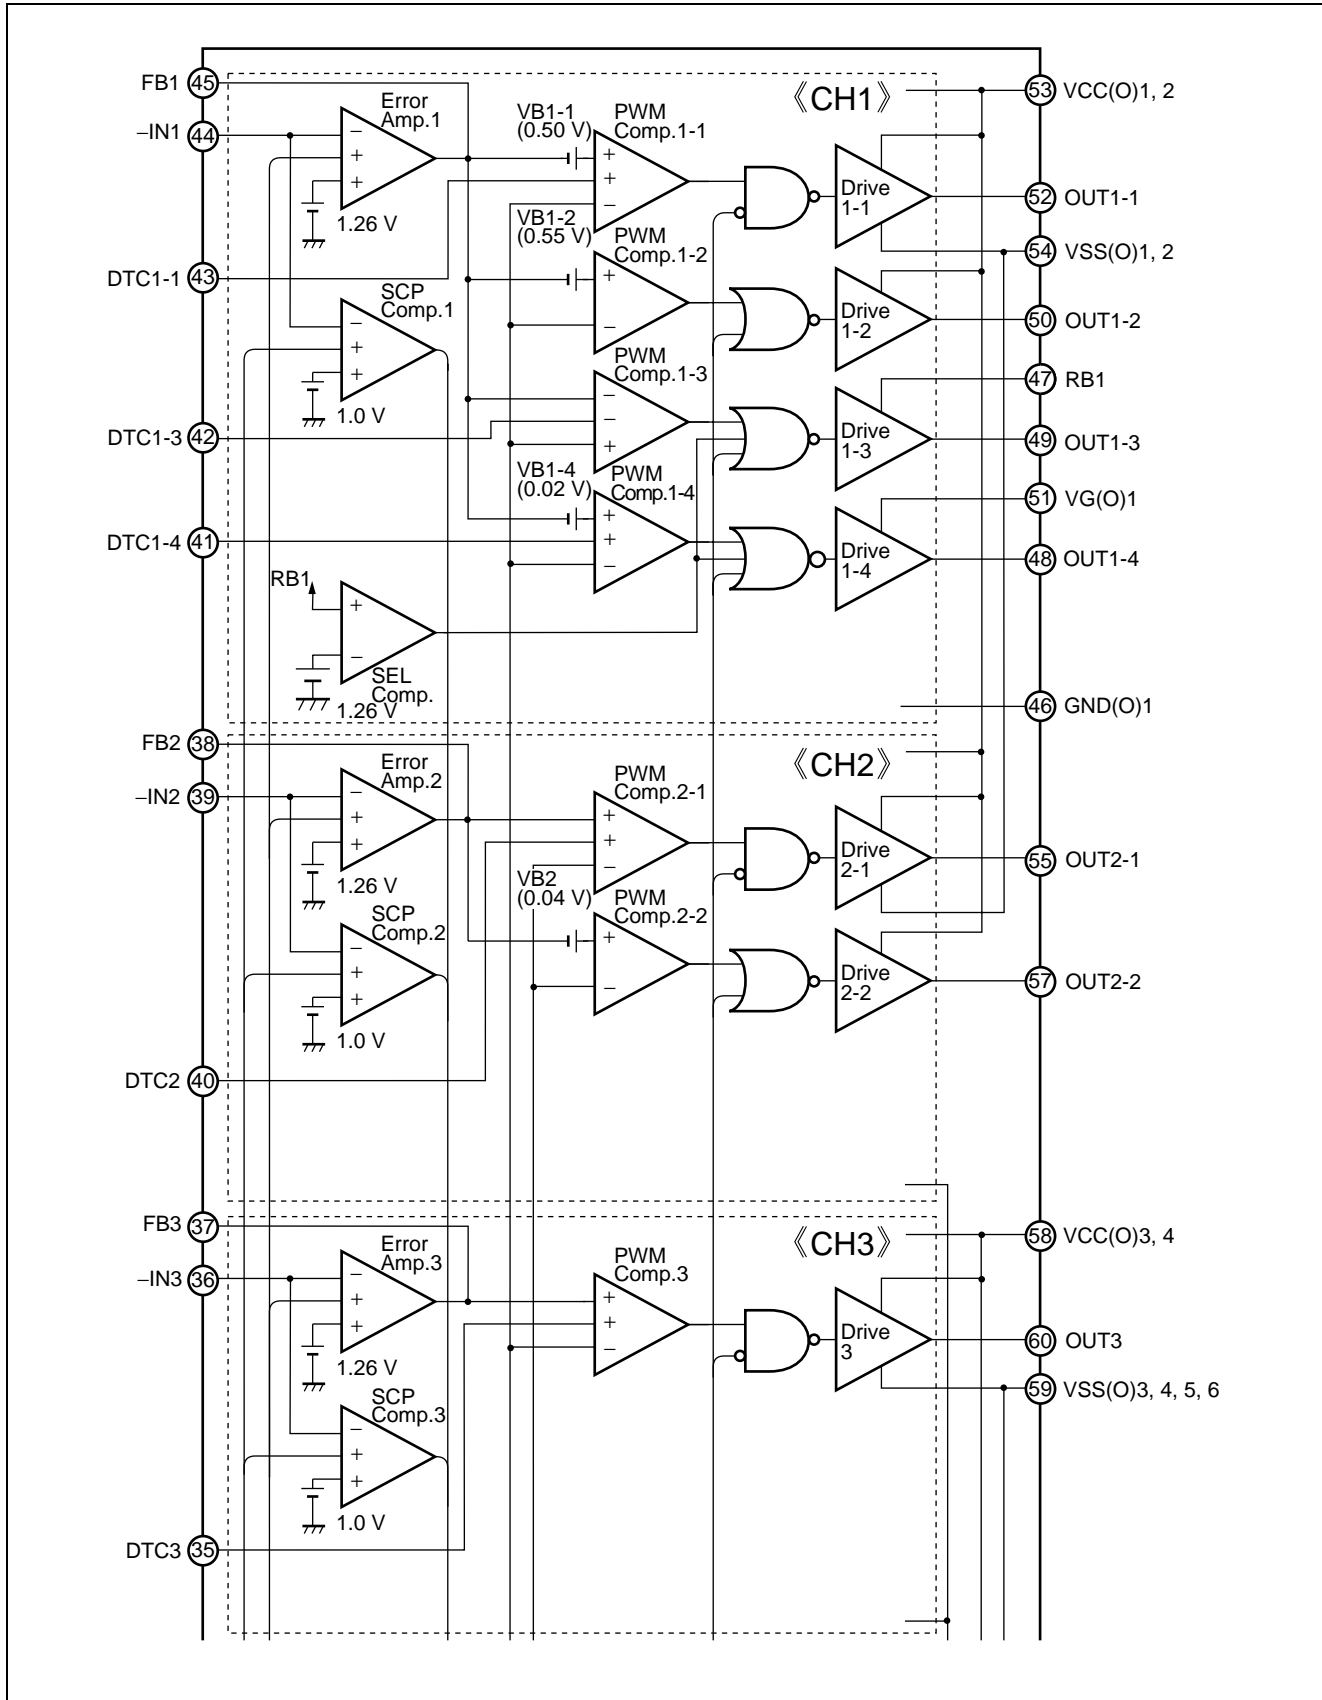 FB1 45
–IN1 44
DTC1-1 43
DTC1-3 42
DTC1-4 41
《CH1》
Error
Amp.1
–
+
+
1.26 V
SCP
Comp.1
–
+
+
1.0 V
RB1
+
–
SEL
Comp.
1.26 V
VB1-1
(0.50 V)
PWM
Comp.1-1
+
+
–
VB1-2
(0.55 V)
PWM
Comp.1-2
+
–
PWM
Comp.1-3
–
–
+
VB1-4
(0.02 V)
PWM
Comp.1-4
+
+
–
Drive
1-1
Drive
1-2
Drive
1-3
Drive
1-4
53 VCC(O)1, 2
52 OUT1-1
54 VSS(O)1, 2
50 OUT1-2
47 RB1
49 OUT1-3
51 VG(O)1
48 OUT1-4
46 GND(O)1
FB2 38
–IN2 39
DTC2 40
《CH2》
Error
Amp.2
–
+
+
1.26 V
SCP
Comp.2
–
+
+
1.0 V
PWM
Comp.2-1
+
+
–
VB2
(0.04 V)
PWM
Comp.2-2
+
–
Drive
2-1
Drive
2-2
55 OUT2-1
57 OUT2-2
FB3 37
–IN3 36
DTC3 35
《CH3》
Error
Amp.3
–
+
+
1.26 V
SCP
Comp.3
–
+
+
1.0 V
PWM
Comp.3
+
+
–
Drive
3
58 VCC(O)3, 4
60 OUT3
59 VSS(O)3, 4, 5, 6